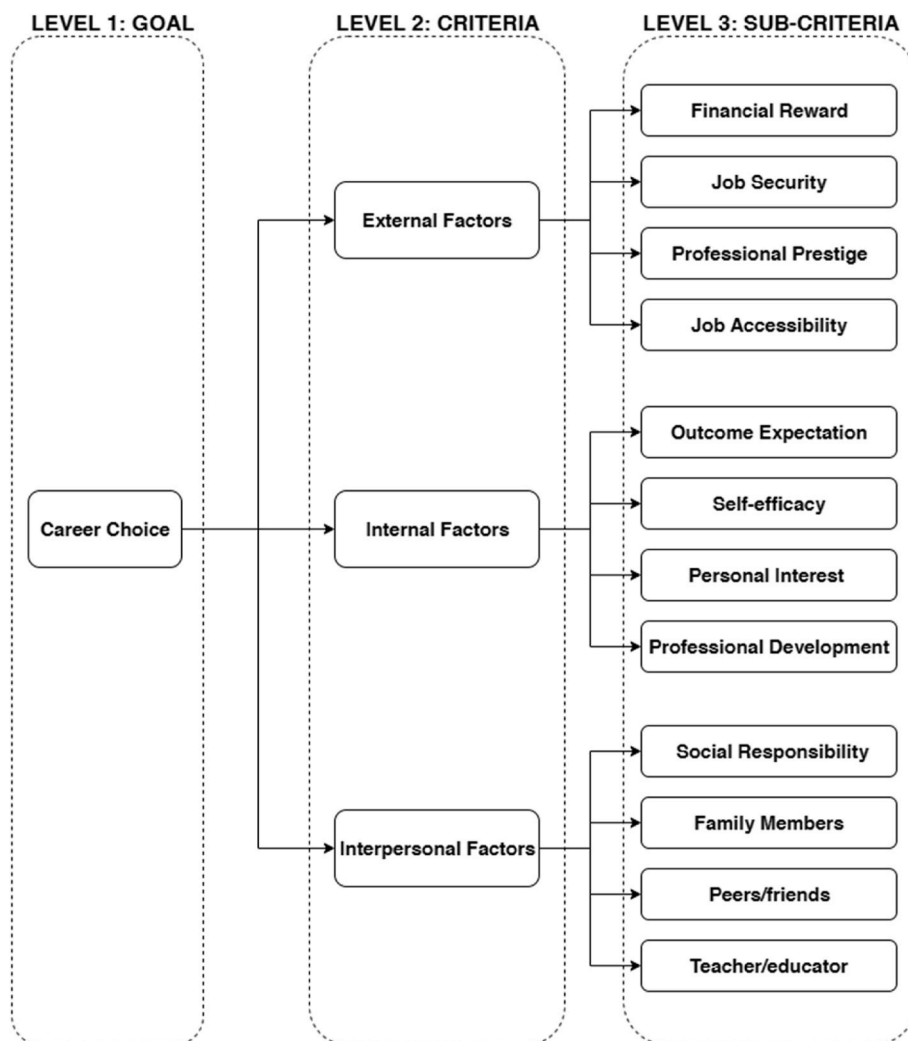 LEVEL 1: GOAL
LEVEL 2: CRITERIA
LEVEL 3: SUB-CRITERIA
Career Choice
External Factors
Financial Reward
Job Security
Professional Prestige
Job Accessibility
Internal Factors
Outcome Expectation
Self-efficacy
Personal Interest
Professional Development
Interpersonal Factors
Social Responsibility
Family Members
Peers/friends
Teacher/educator